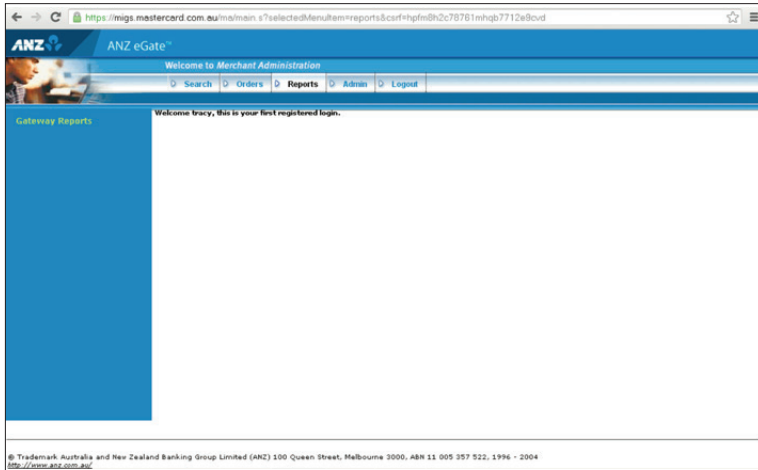 https://migs.mastercard.com.au/ma/main.s?selectedMenuItem=reports&csrf=hpfm8h2c78761mhqb7712e8cvd
ANZ
ANZ eGate™
Welcome to Merchant Administration
Search Orders Reports Admin Logout
Gateway Reports
Welcome tracy, this is your first registered login.
© Trademark Australia and New Zealand Banking Group Limited (ANZ) 100 Queen Street, Melbourne 3000, ABN 11 005 357 522, 1996 - 2004
http://www.anz.com.au/